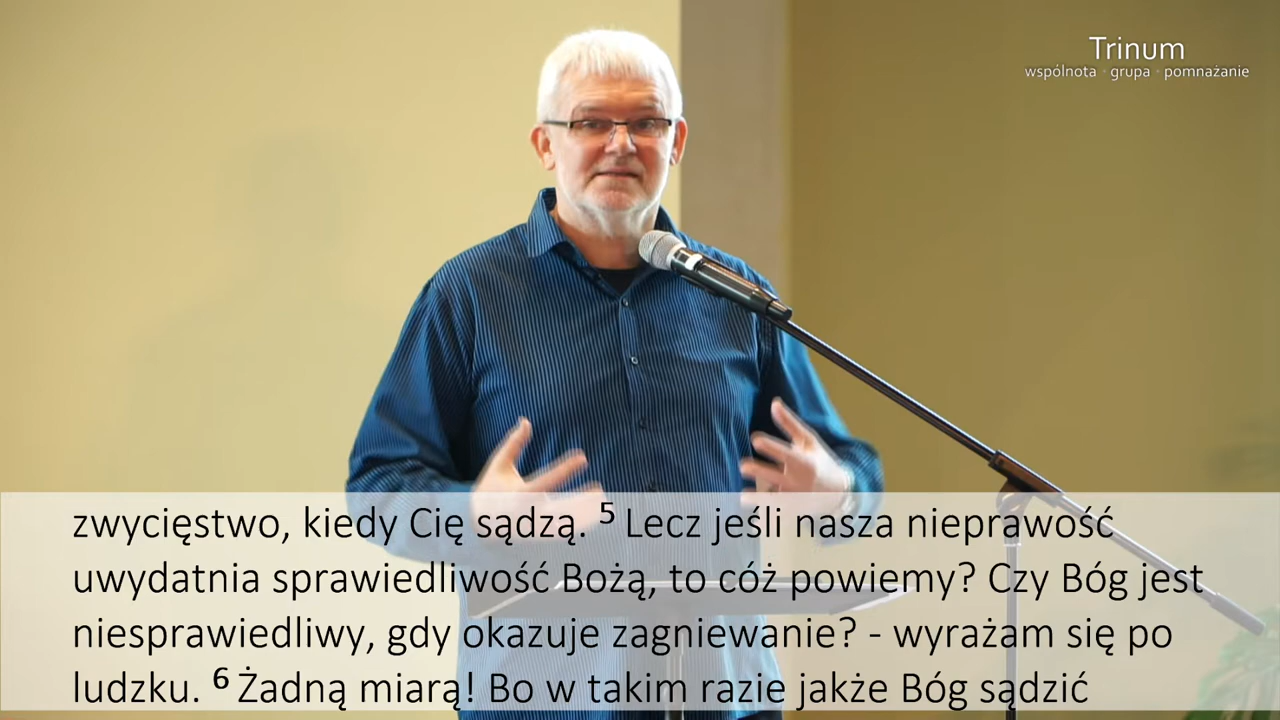 Trinum
wspólnota · grupa · pomnażanie
zwycięstwo, kiedy Cię sądzą. ⁵ Lecz jeśli nasza nieprawość
uwydatnia sprawiedliwość Bożą, to cóż powiemy? Czy Bóg jest
niesprawiedliwy, gdy okazuje zagniewanie? - wyrażam się po
ludzku. ⁶ Żadną miarą! Bo w takim razie jakże Bóg sądzić